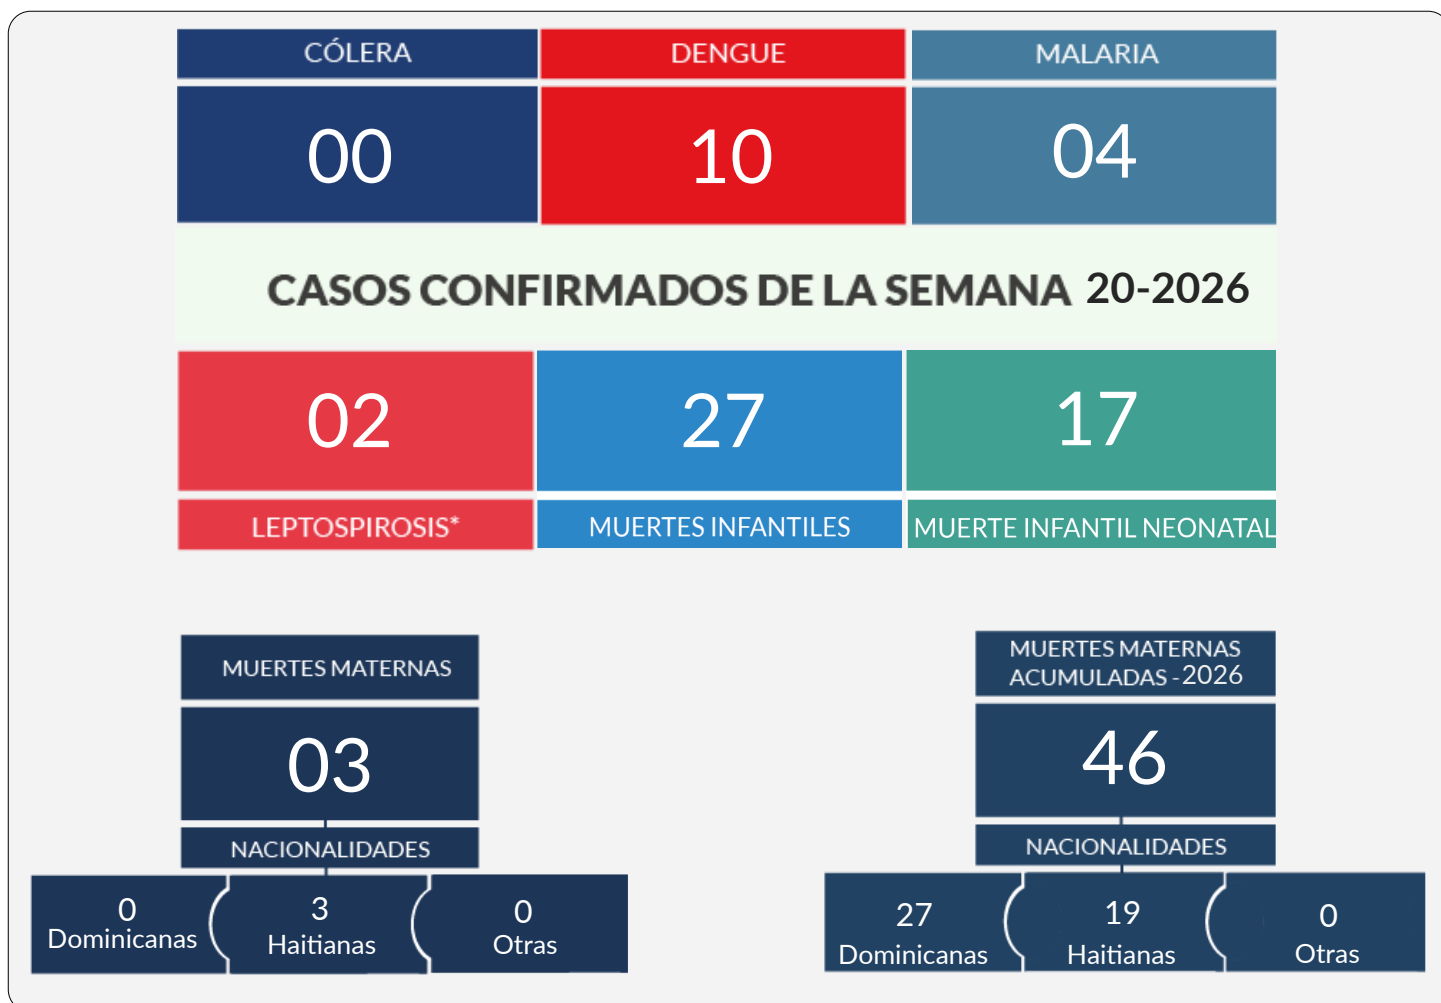 CÓLERA
DENGUE
MALARIA
00
10
04
CASOS CONFIRMADOS DE LA SEMANA 20-2026
02
27
17
LEPTOSPIROSIS*
MUERTES INFANTILES
MUERTE INFANTIL NEONATAL
MUERTES MATERNAS
03
NACIONALIDADES
0
Dominicanas
3
Haitianas
0
Otras
MUERTES MATERNAS
ACUMULADAS - 2026
46
NACIONALIDADES
27
Dominicanas
19
Haitianas
0
Otras